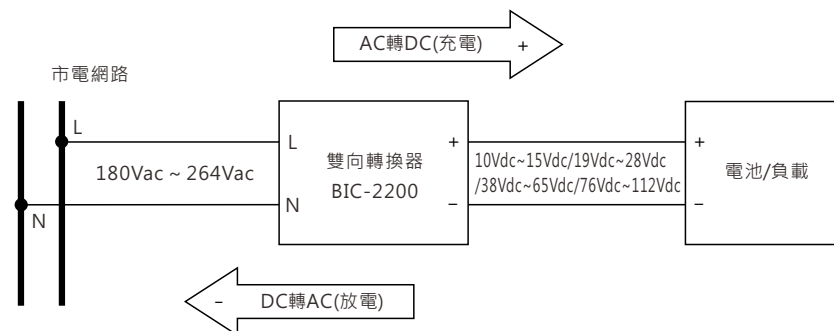 AC轉DC(充電) +
市電網路
L
L
N
N
180Vac ~ 264Vac
雙向轉換器
BIC-2200
+
−
10Vdc~15Vdc/19Vdc~28Vdc
/38Vdc~65Vdc/76Vdc~112Vdc
+
−
電池/負載
− DC轉AC(放電)